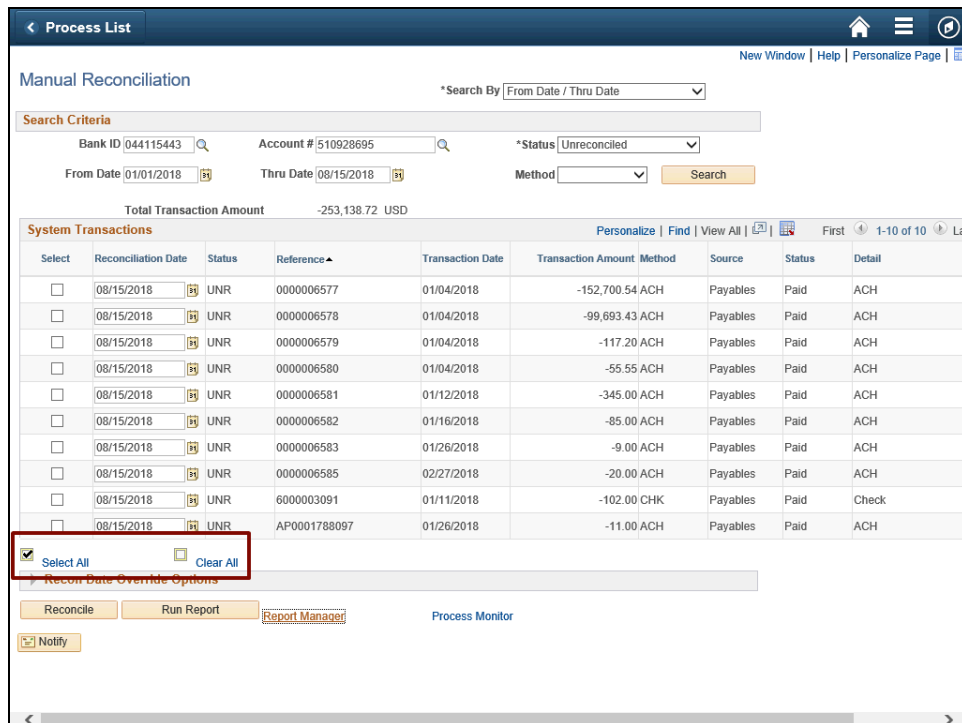 Process List
New Window | Help | Personalize Page |
Manual Reconciliation
*Search By From Date / Thru Date
Search Criteria
Bank ID 044115443 Account # 510928695 *Status Unreconciled
From Date 01/01/2018 Thru Date 08/15/2018 Method Search
Total Transaction Amount -253,138.72 USD
System Transactions Personalize | Find | View All | First 1-10 of 10 La
Select Reconciliation Date Status Reference Transaction Date Transaction Amount Method Source Status Detail
08/15/2018 UNR 0000006577 01/04/2018 -152,700.54 ACH Payables Paid ACH
08/15/2018 UNR 0000006578 01/04/2018 -99,693.43 ACH Payables Paid ACH
08/15/2018 UNR 0000006579 01/04/2018 -117.20 ACH Payables Paid ACH
08/15/2018 UNR 0000006580 01/04/2018 -55.55 ACH Payables Paid ACH
08/15/2018 UNR 0000006581 01/12/2018 -345.00 ACH Payables Paid ACH
08/15/2018 UNR 0000006582 01/16/2018 -85.00 ACH Payables Paid ACH
08/15/2018 UNR 0000006583 01/26/2018 -9.00 ACH Payables Paid ACH
08/15/2018 UNR 0000006585 02/27/2018 -20.00 ACH Payables Paid ACH
08/15/2018 UNR 6000003091 01/11/2018 -102.00 CHK Payables Paid Check
08/15/2018 UNR AP0001788097 01/26/2018 -11.00 ACH Payables Paid ACH
Select All Clear All
Recon Date Override Options
Reconcile Run Report Report Manager Process Monitor
Notify